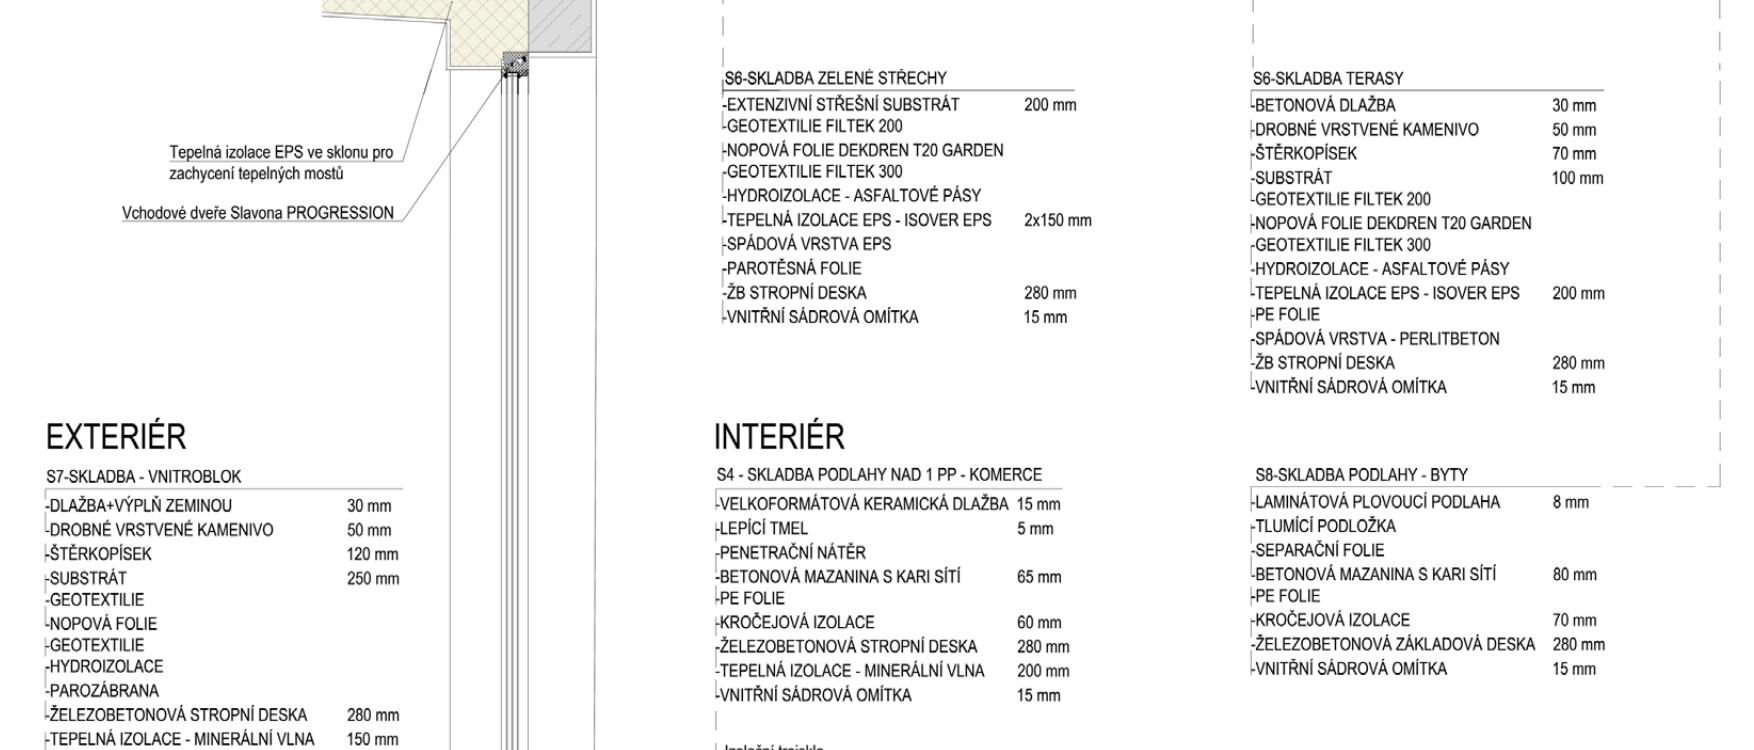 Tepelná izolace EPS ve sklonu pro
zachycení tepelných mostů
Vchodové dveře Slavona PROGRESSION
S6-SKLADBA ZELENÉ STŘECHY
-EXTENZIVNÍ STŘEŠNÍ SUBSTRÁT 200 mm
-GEOTEXTILIE FILTEK 200
-NOPOVÁ FOLIE DEKDREN T20 GARDEN
-GEOTEXTILIE FILTEK 300
-HYDROIZOLACE - ASFALTOVÉ PÁSY
-TEPELNÁ IZOLACE EPS - ISOVER EPS 2x150 mm
-SPÁDOVÁ VRSTVA EPS
-PAROTĚSNÁ FOLIE
-ŽB STROPNÍ DESKA 280 mm
-VNITŘNÍ SÁDROVÁ OMÍTKA 15 mm
S6-SKLADBA TERASY
-BETONOVÁ DLAŽBA 30 mm
-DROBNÉ VRSTVENÉ KAMENIVO 50 mm
-ŠTĚRKOPÍSEK 70 mm
-SUBSTRÁT 100 mm
-GEOTEXTILIE FILTEK 200
-NOPOVÁ FOLIE DEKDREN T20 GARDEN
-GEOTEXTILIE FILTEK 300
-HYDROIZOLACE - ASFALTOVÉ PÁSY
-TEPELNÁ IZOLACE EPS - ISOVER EPS 200 mm
-PE FOLIE
-SPÁDOVÁ VRSTVA - PERLITBETON
-ŽB STROPNÍ DESKA 280 mm
-VNITŘNÍ SÁDROVÁ OMÍTKA 15 mm
EXTERIÉR
S7-SKLADBA - VNITROBLOK
-DLAŽBA+VÝPLŇ ZEMINOU 30 mm
-DROBNÉ VRSTVENÉ KAMENIVO 50 mm
-ŠTĚRKOPÍSEK 120 mm
-SUBSTRÁT 250 mm
-GEOTEXTILIE
-NOPOVÁ FOLIE
-GEOTEXTILIE
-HYDROIZOLACE
-PAROZÁBRANA
-ŽELEZOBETONOVÁ STROPNÍ DESKA 280 mm
-TEPELNÁ IZOLACE - MINERÁLNÍ VLNA 150 mm
INTERIÉR
S4 - SKLADBA PODLAHY NAD 1 PP - KOMERCE
-VELKOFORMÁTOVÁ KERAMICKÁ DLAŽBA 15 mm
-LEPÍCÍ TMEL 5 mm
-PENETRAČNÍ NÁTĚR
-BETONOVÁ MAZANINA S KARI SÍTÍ 65 mm
-PE FOLIE
-KROČEJOVÁ IZOLACE 60 mm
-ŽELEZOBETONOVÁ STROPNÍ DESKA 280 mm
-TEPELNÁ IZOLACE - MINERÁLNÍ VLNA 200 mm
-VNITŘNÍ SÁDROVÁ OMÍTKA 15 mm
S8-SKLADBA PODLAHY - BYTY
-LAMINÁTOVÁ PLOVOUCÍ PODLAHA 8 mm
-TLUMÍCÍ PODLOŽKA
-SEPARAČNÍ FOLIE
-BETONOVÁ MAZANINA S KARI SÍTÍ 80 mm
-PE FOLIE
-KROČEJOVÁ IZOLACE 70 mm
-ŽELEZOBETONOVÁ ZÁKLADOVÁ DESKA 280 mm
-VNITŘNÍ SÁDROVÁ OMÍTKA 15 mm